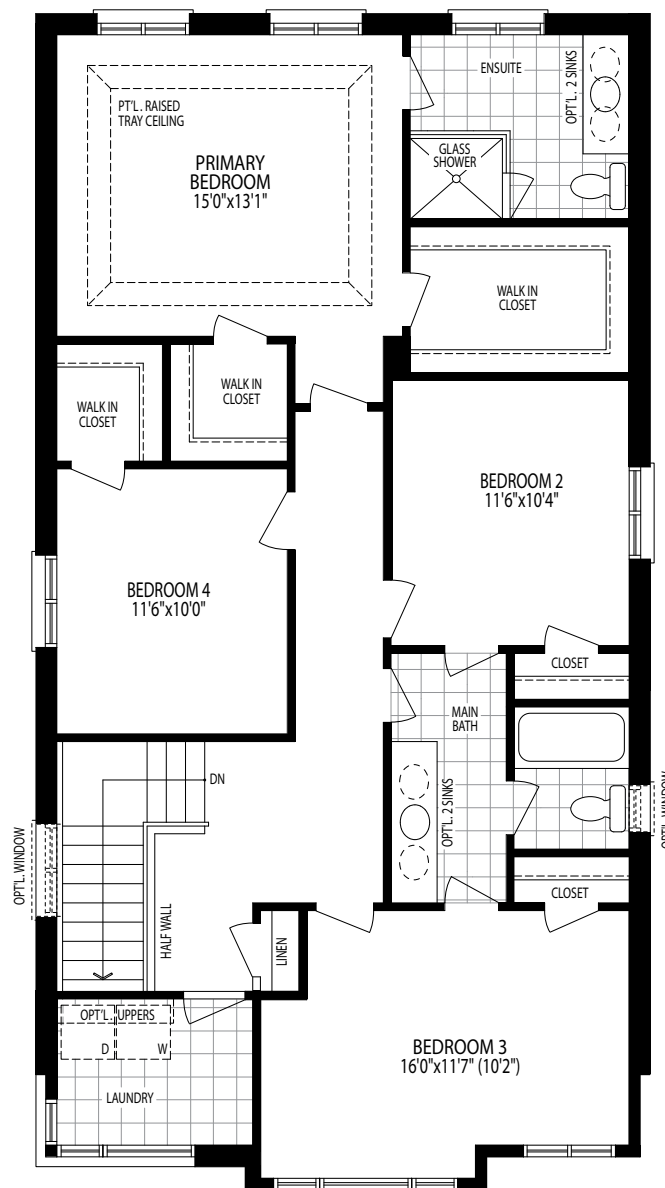 ENSUITE
OPT'L. 2 SINKS
PT'L. RAISED
TRAY CEILING
GLASS
SHOWER
PRIMARY
BEDROOM
15'0"x13'1"
WALK IN
CLOSET
WALK IN
CLOSET
WALK IN
CLOSET
BEDROOM 2
11'6"x10'4"
BEDROOM 4
11'6"x10'0"
CLOSET
MAIN
BATH
DN
OPT'L. 2 SINKS
OPT'L. WINDOW
OPT'L. WINDOW
HALF WALL
CLOSET
LINEN
OPT'L. UPPERS
D
W
LAUNDRY
BEDROOM 3
16'0"x11'7" (10'2")